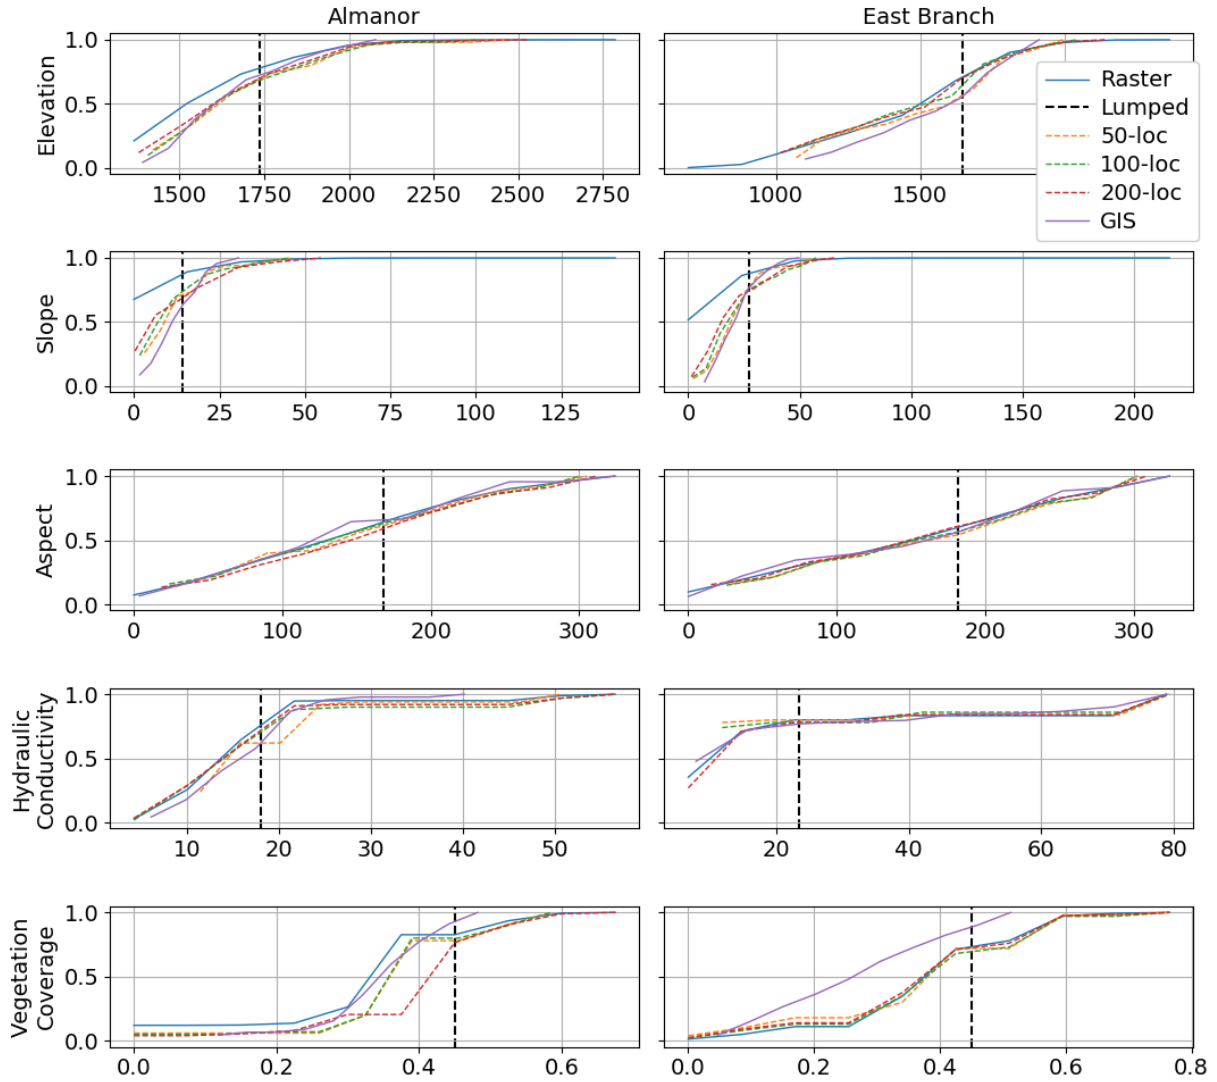 Almanor
East Branch
Elevation
1.0
0.5
0.0
1500 1750 2000 2250 2500 2750
1000 1500
Raster
Lumped
50-loc
100-loc
200-loc
GIS
Slope
1.0
0.5
0.0
0 25 50 75 100 125
0 50 100 150 200
Aspect
1.0
0.5
0.0
0 100 200 300
0 100 200 300
Hydraulic
Conductivity
1.0
0.5
0.0
10 20 30 40 50
20 40 60 80
Vegetation
Coverage
1.0
0.5
0.0
0.0 0.2 0.4 0.6
0.0 0.2 0.4 0.6 0.8